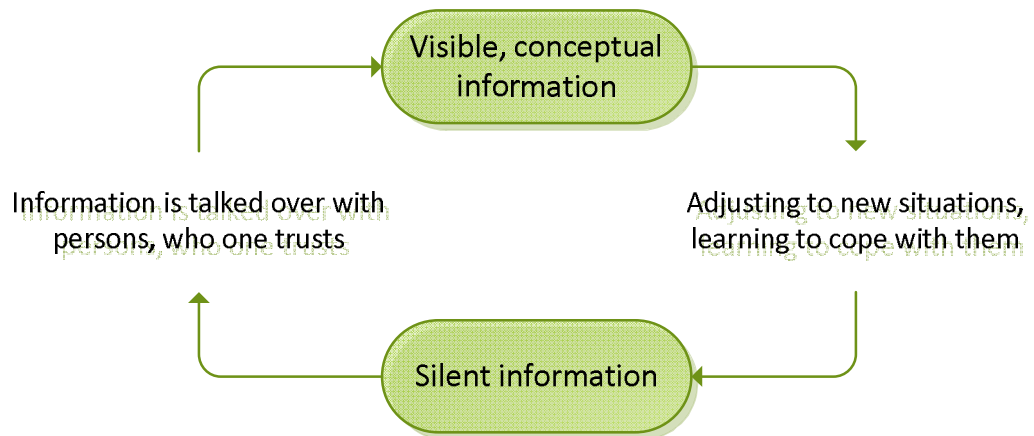 Visible, conceptual
information
Information is talked over with
persons, who one trusts
Adjusting to new situations,
learning to cope with them
Silent information